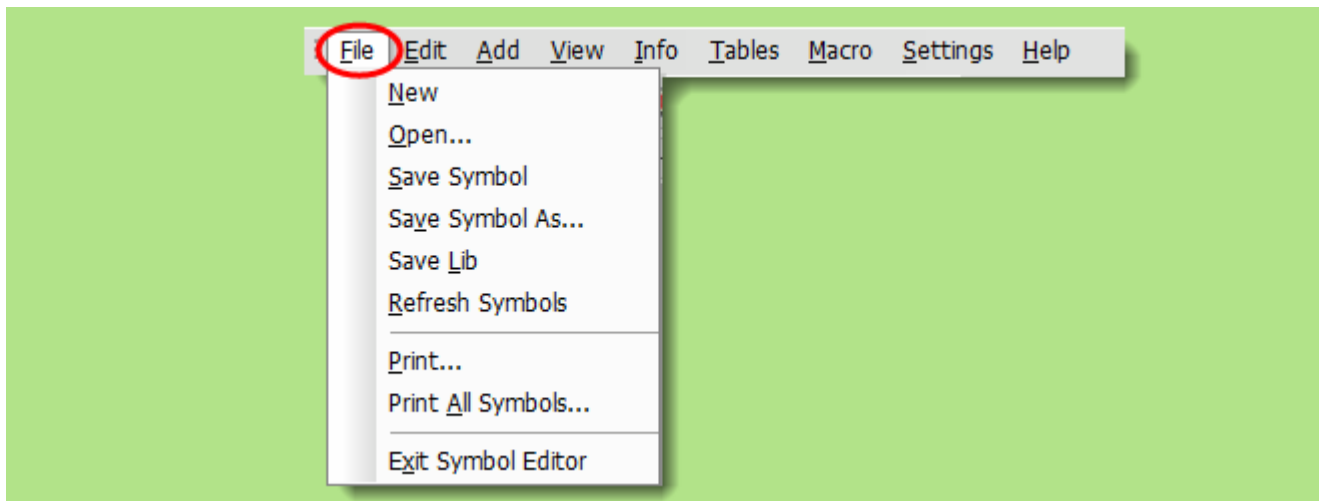 File Edit Add View Info Tables Macro Settings Help
New
Open...
Save Symbol
Save Symbol As...
Save Lib
Refresh Symbols
Print...
Print All Symbols...
Exit Symbol Editor